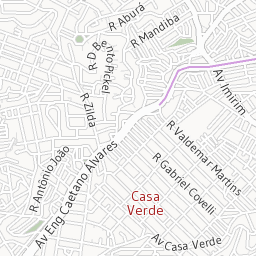 R Abura
R Mandiba
R D Bento Pickel
Av Imirim
R Zilda
R Valdemar Martins
R Antônio João
Av Eng Caetano Álvares
R Gabriel Covelli
Casa
Verde
Av Casa Verde